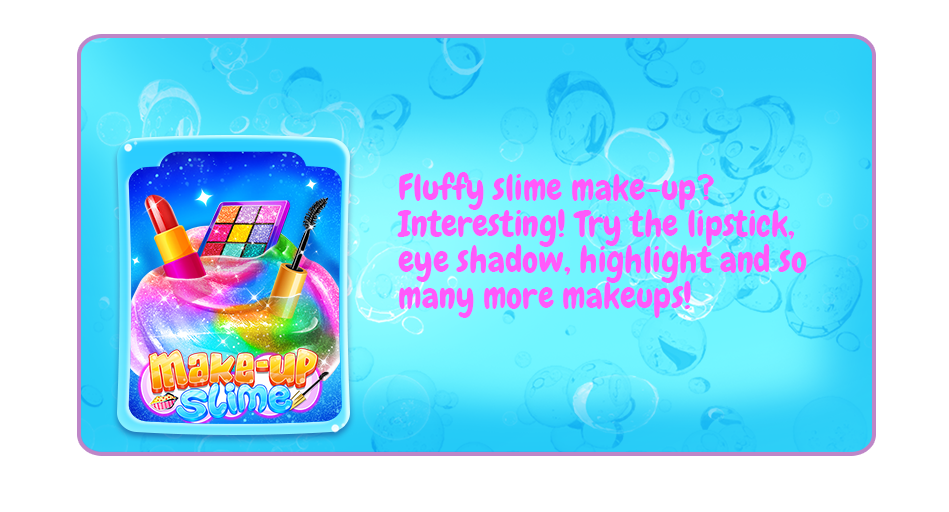 make-up
slime
Fluffy slime make-up?
Interesting! Try the lipstick,
eye shadow, highlight and so
many more makeups!